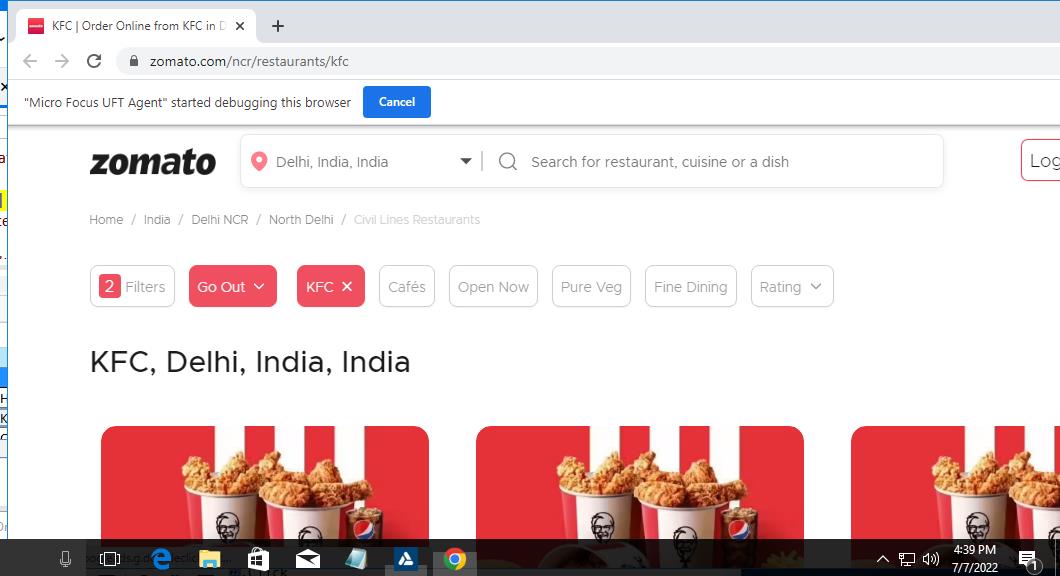 KFC | Order Online from KFC in D
zomato.com/ncr/restaurants/kfc
"Micro Focus UFT Agent" started debugging this browser Cancel
zomato Delhi, India, India Search for restaurant, cuisine or a dish Log
Home / India / Delhi NCR / North Delhi / Civil Lines Restaurants
2 Filters Go Out KFC Cafés Open Now Pure Veg Fine Dining Rating
KFC, Delhi, India, India
4:39 PM
7/7/2022
1